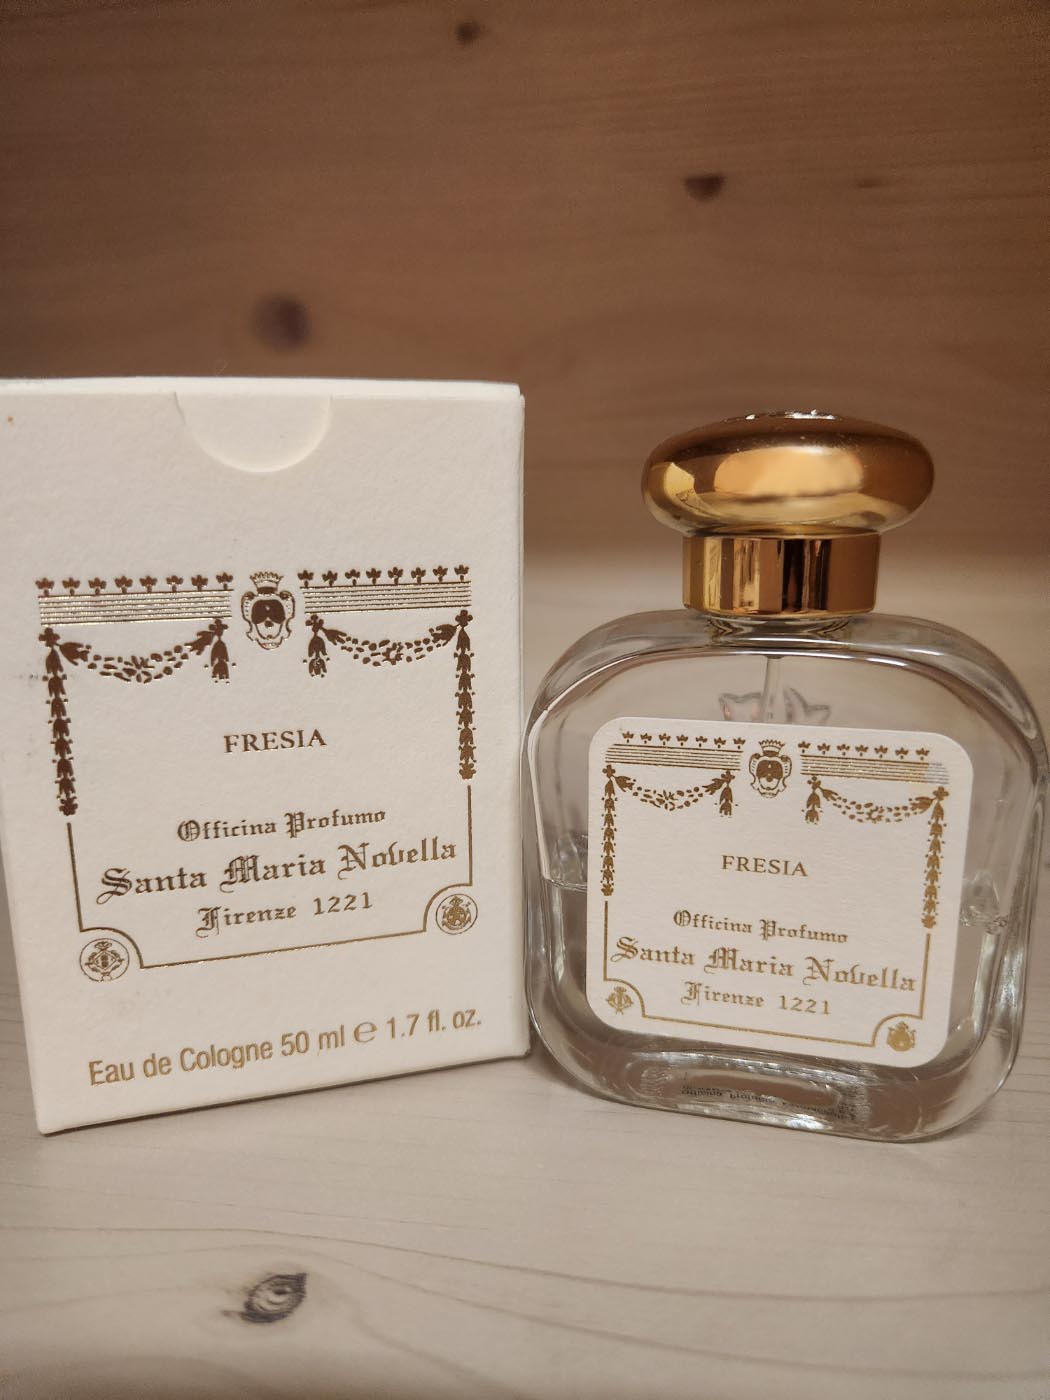 FRESIA
Officina Profumo
Santa Maria Novella
Firenze 1221
Eau de Cologne 50 ml ℮ 1.7 fl. oz.
FRESIA
Officina Profumo
Santa Maria Novella
Firenze 1221